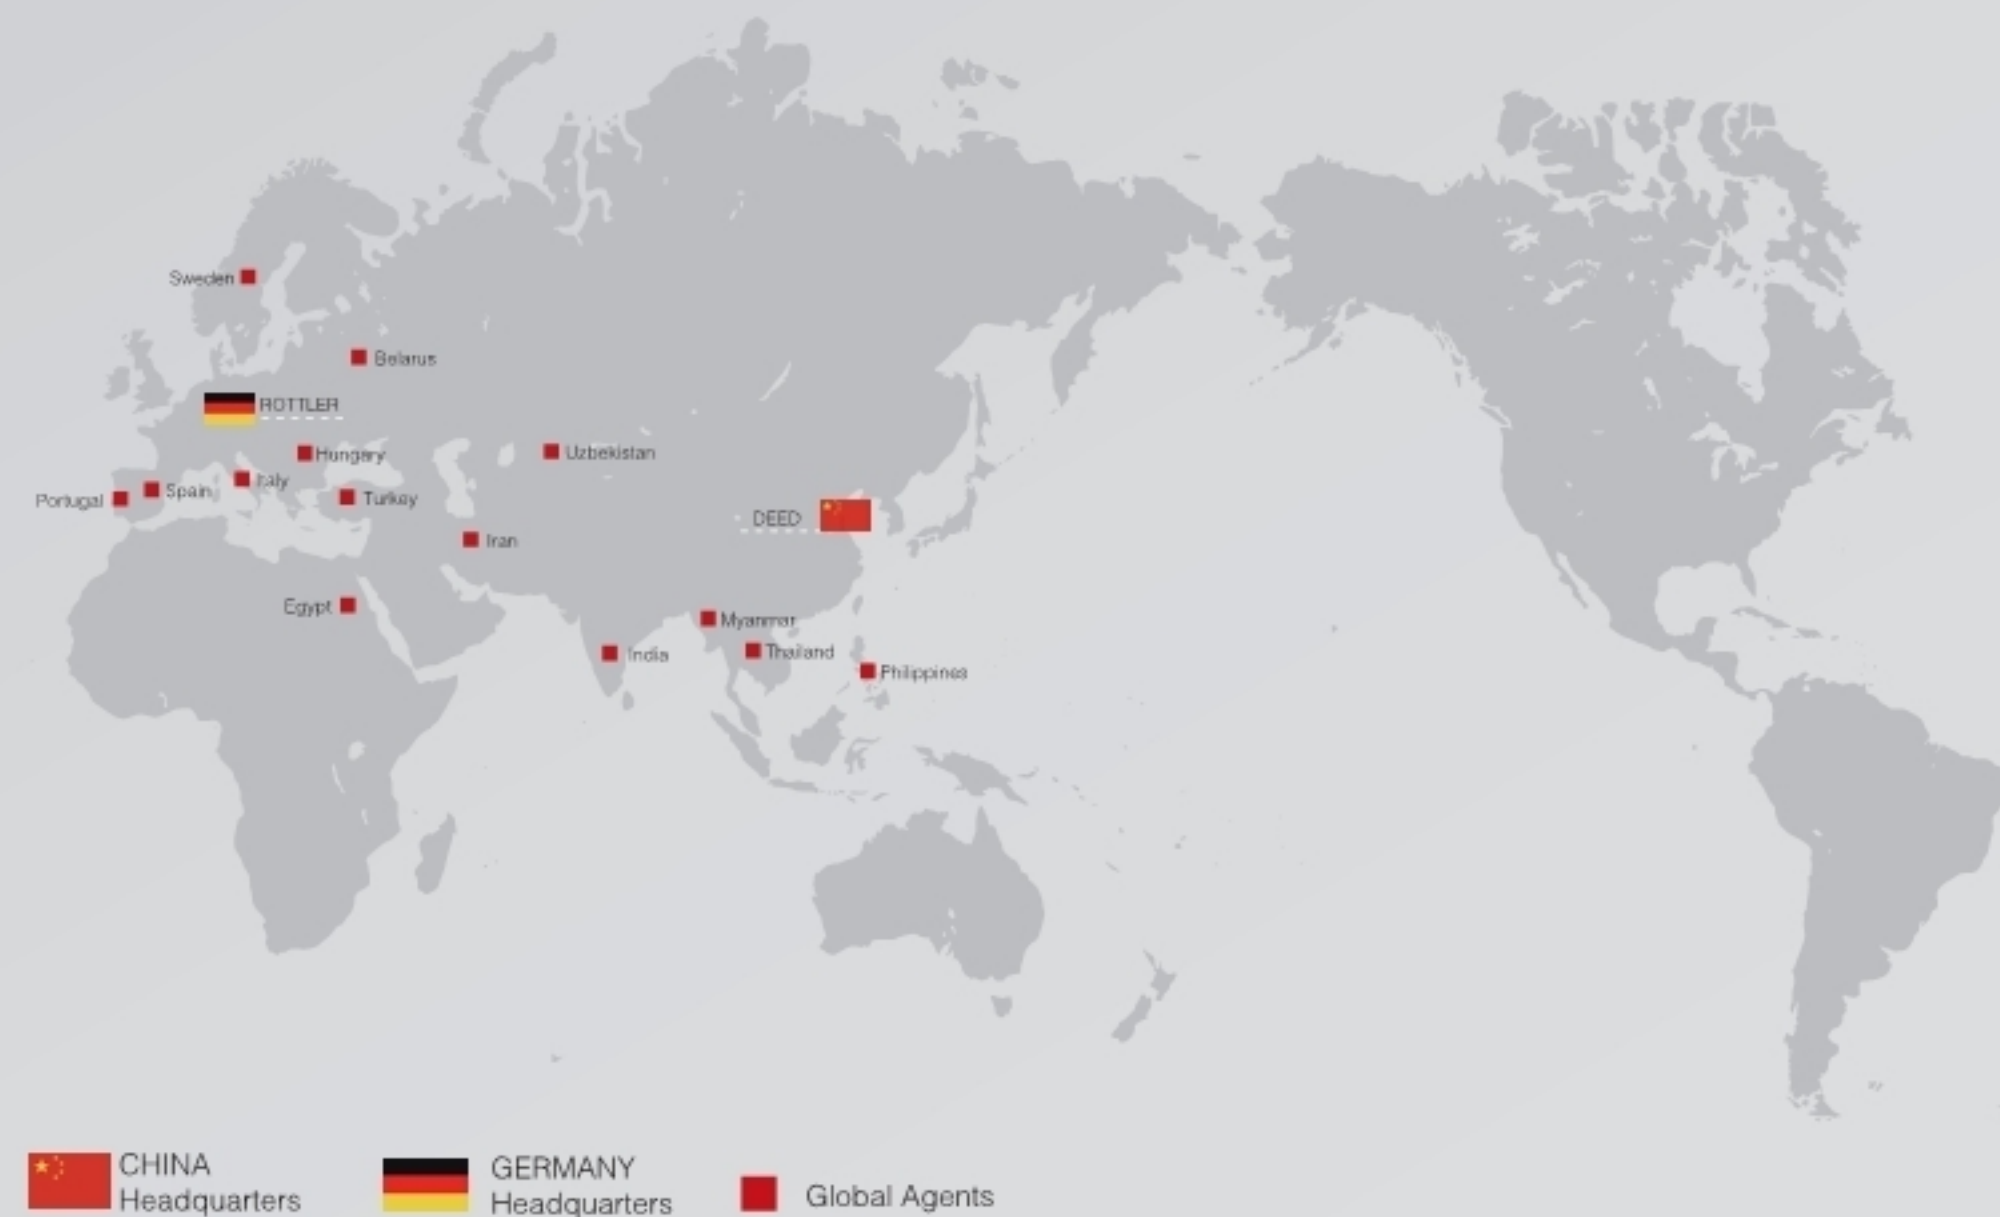 Sweden
Belarus
ROTTLER
Hungary
Uzbekistan
Italy
Spain
Portugal
Turkey
DEED
Iran
Egypt
Myanmar
India
Thailand
Philippines
CHINA
Headquarters
GERMANY
Headquarters
Global Agents